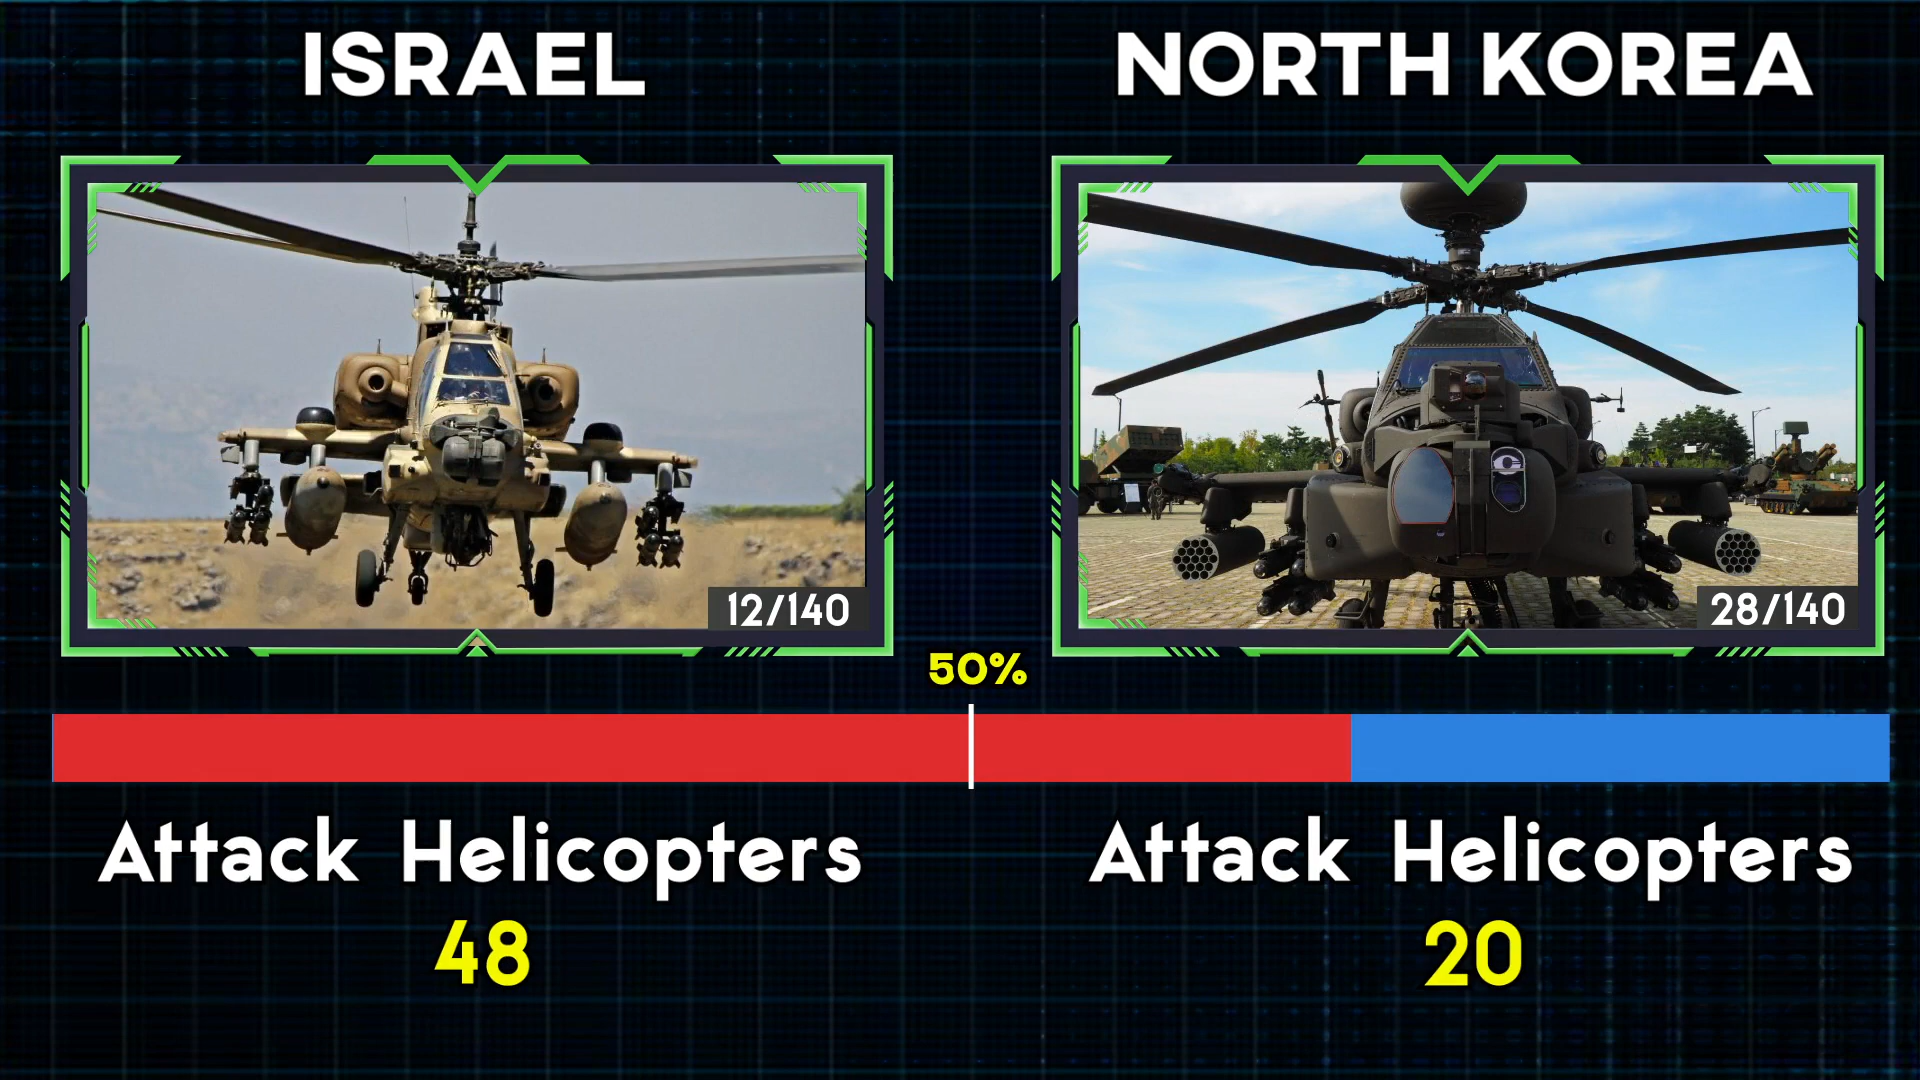 ISRAEL
NORTH KOREA
12/140
28/140
50%
Attack Helicopters
Attack Helicopters
48
20